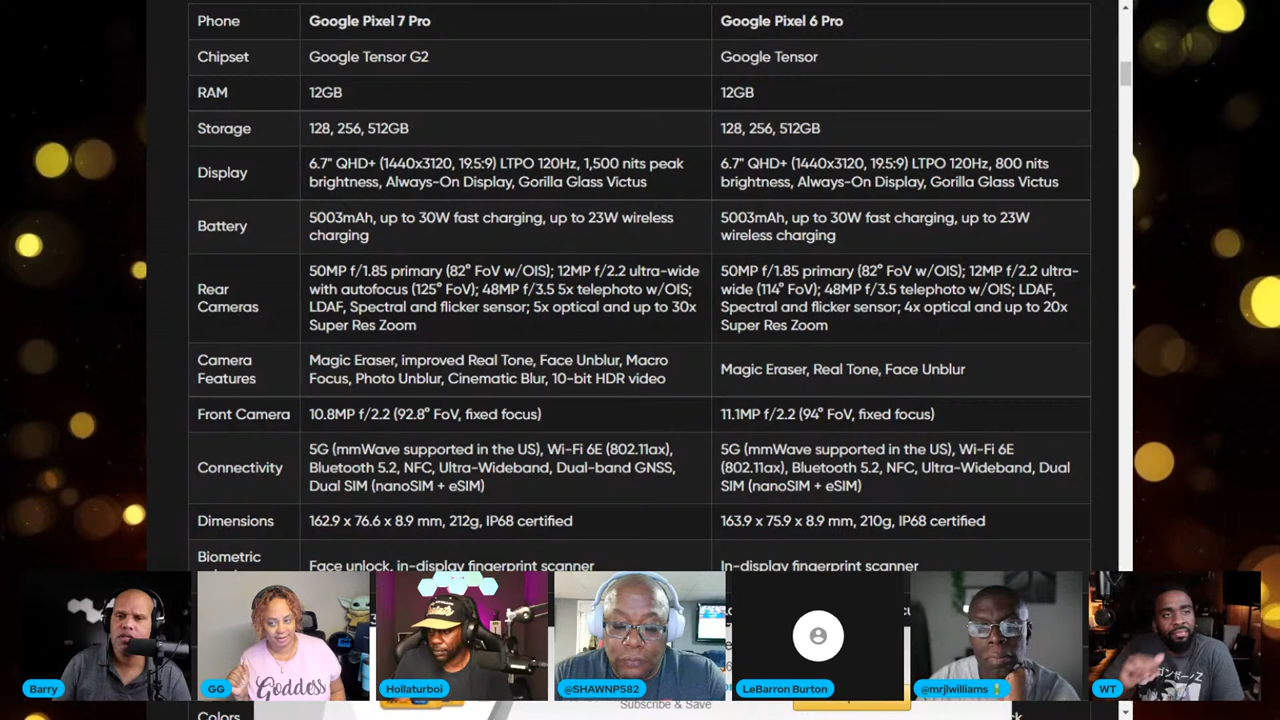 Phone Google Pixel 7 Pro Google Pixel 6 Pro
Chipset Google Tensor G2 Google Tensor
RAM 12GB 12GB
Storage 128, 256, 512GB 128, 256, 512GB
Display
6.7" QHD+ (1440x3120, 19.5:9) LTPO 120Hz, 1,500 nits peak
brightness, Always-On Display, Gorilla Glass Victus
6.7" QHD+ (1440x3120, 19.5:9) LTPO 120Hz, 800 nits
brightness, Always-On Display, Gorilla Glass Victus
Battery
5003mAh, up to 30W fast charging, up to 23W wireless
charging
5003mAh, up to 30W fast charging, up to 23W
wireless charging
Rear
Cameras
50MP f/1.85 primary (82° FoV w/OIS); 12MP f/2.2 ultra-wide
with autofocus (125° FoV); 48MP f/3.5 5x telephoto w/OIS;
LDAF, Spectral and flicker sensor; 5x optical and up to 30x
Super Res Zoom
50MP f/1.85 primary (82° FoV w/OIS); 12MP f/2.2 ultra-
wide (114° FoV); 48MP f/3.5 telephoto w/OIS; LDAF,
Spectral and flicker sensor; 4x optical and up to 20x
Super Res Zoom
Camera
Features
Magic Eraser, improved Real Tone, Face Unblur, Macro
Focus, Photo Unblur, Cinematic Blur, 10-bit HDR video
Magic Eraser, Real Tone, Face Unblur
Front Camera 10.8MP f/2.2 (92.8° FoV, fixed focus) 11.1MP f/2.2 (94° FoV, fixed focus)
Connectivity
5G (mmWave supported in the US), Wi-Fi 6E (802.11ax),
Bluetooth 5.2, NFC, Ultra-Wideband, Dual-band GNSS,
Dual SIM (nanoSIM + eSIM)
5G (mmWave supported in the US), Wi-Fi 6E
(802.11ax), Bluetooth 5.2, NFC, Ultra-Wideband, Dual
SIM (nanoSIM + eSIM)
Dimensions 162.9 x 76.6 x 8.9 mm, 212g, IP68 certified 163.9 x 75.9 x 8.9 mm, 210g, IP68 certified
Biometric
Face unlock, in-display fingerprint scanner In-display fingerprint scanner
Goddess
Barry
GG
Hollaturboi
@SHAWNP582
LeBarron Burton
@mrjlwilliams
WT
Subscribe & Save
Colors